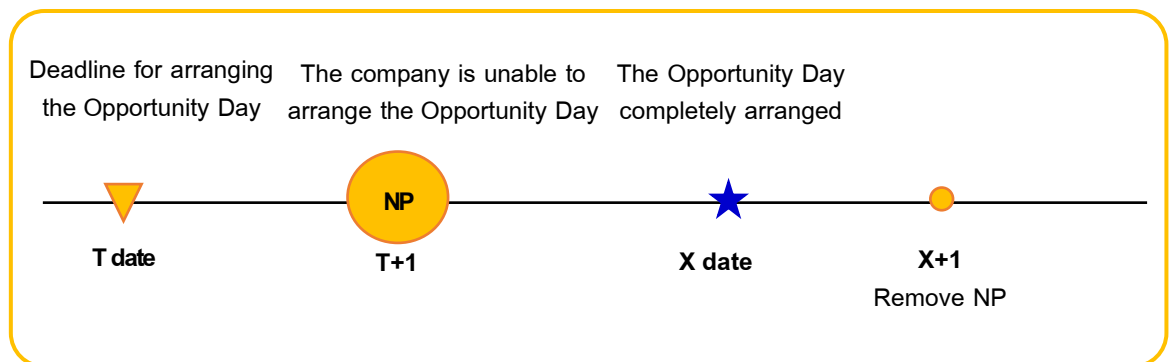 Deadline for arranging
the Opportunity Day
The company is unable to
arrange the Opportunity Day
The Opportunity Day
completely arranged
NP
T date
T+1
X date
X+1
Remove NP